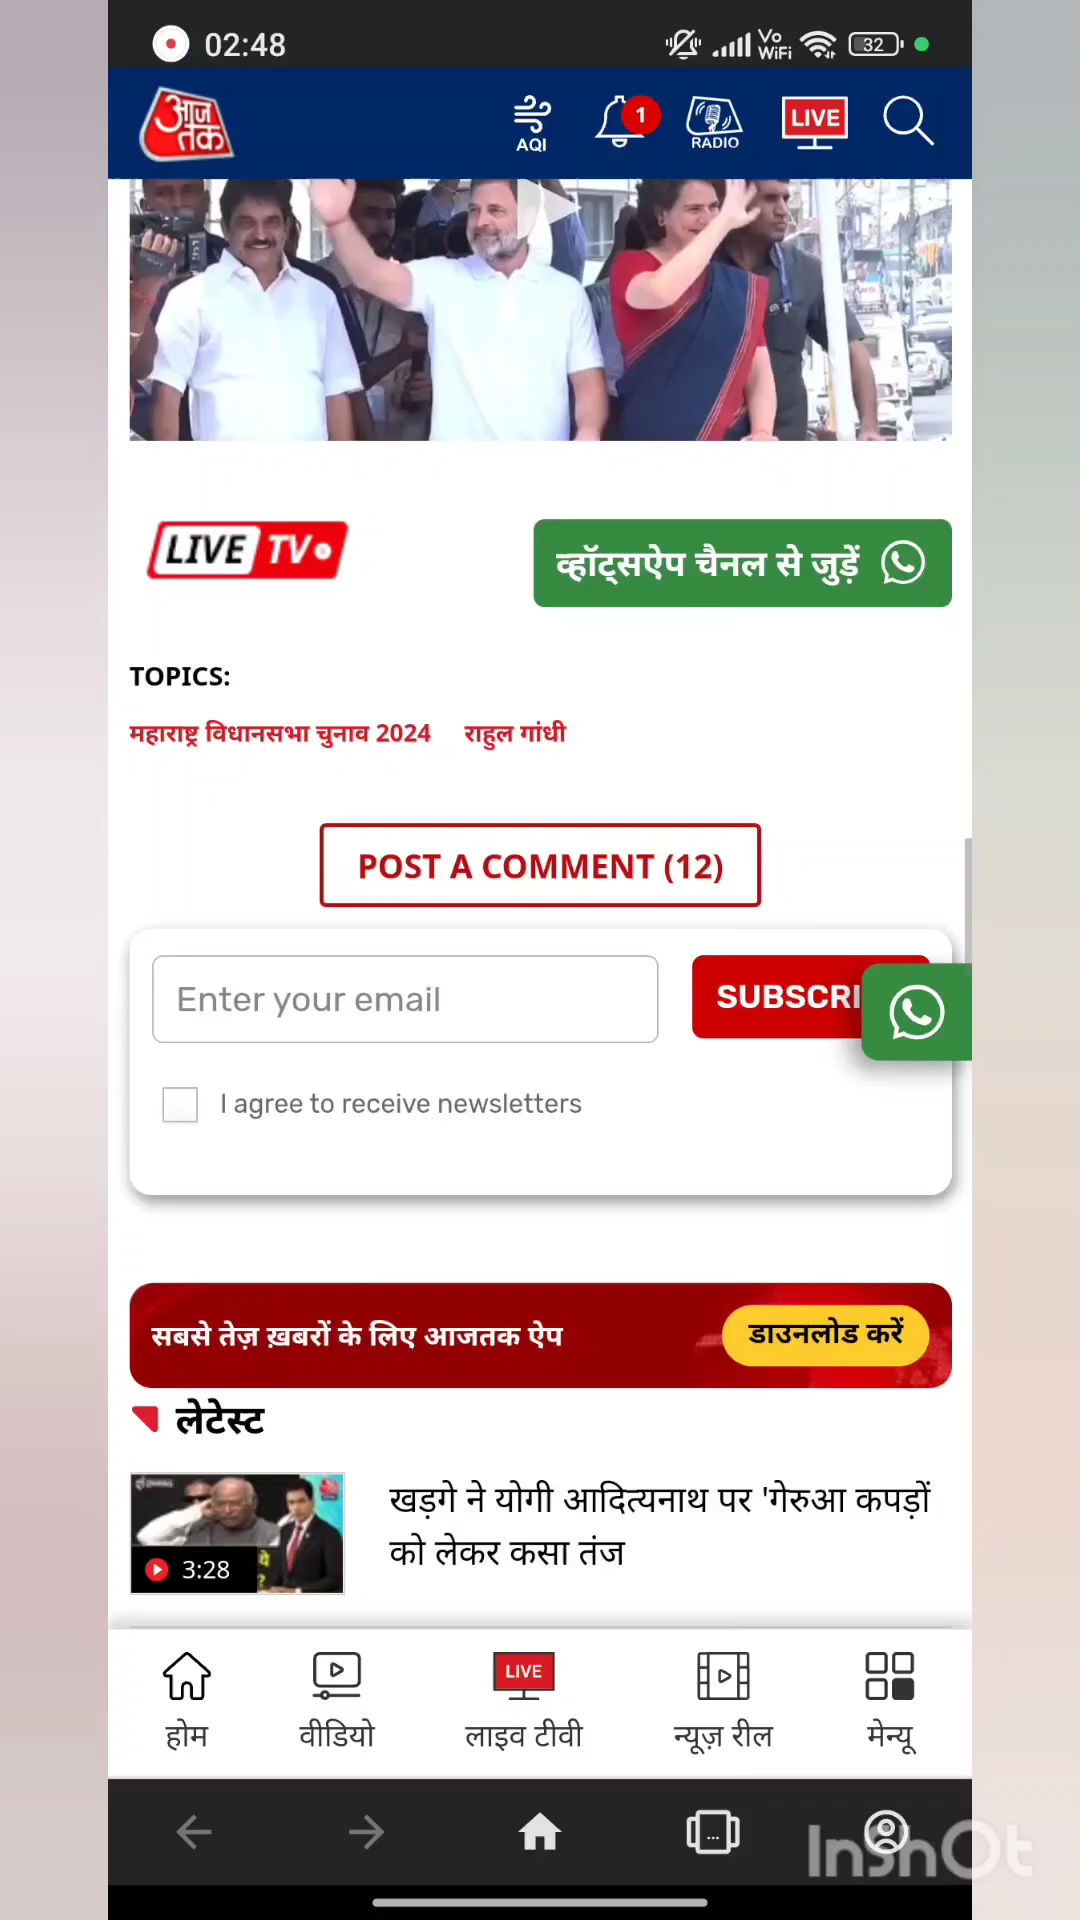 02:48
Vo
WiFi
32
आज
तक
AQI
1
RADIO
LIVE
LIVE TV
व्हॉट्सऐप चैनल से जुड़ें
TOPICS:
महाराष्ट्र विधानसभा चुनाव 2024 राहुल गांधी
POST A COMMENT (12)
Enter your email
SUBSCRI
I agree to receive newsletters
सबसे तेज़ ख़बरों के लिए आजतक ऐप
डाउनलोड करें
लेटेस्ट
खड़गे ने योगी आदित्यनाथ पर 'गेरुआ कपड़ों
को लेकर कसा तंज
3:28
LIVE
होम वीडियो लाइव टीवी न्यूज़ रील मेन्यू
InShOt